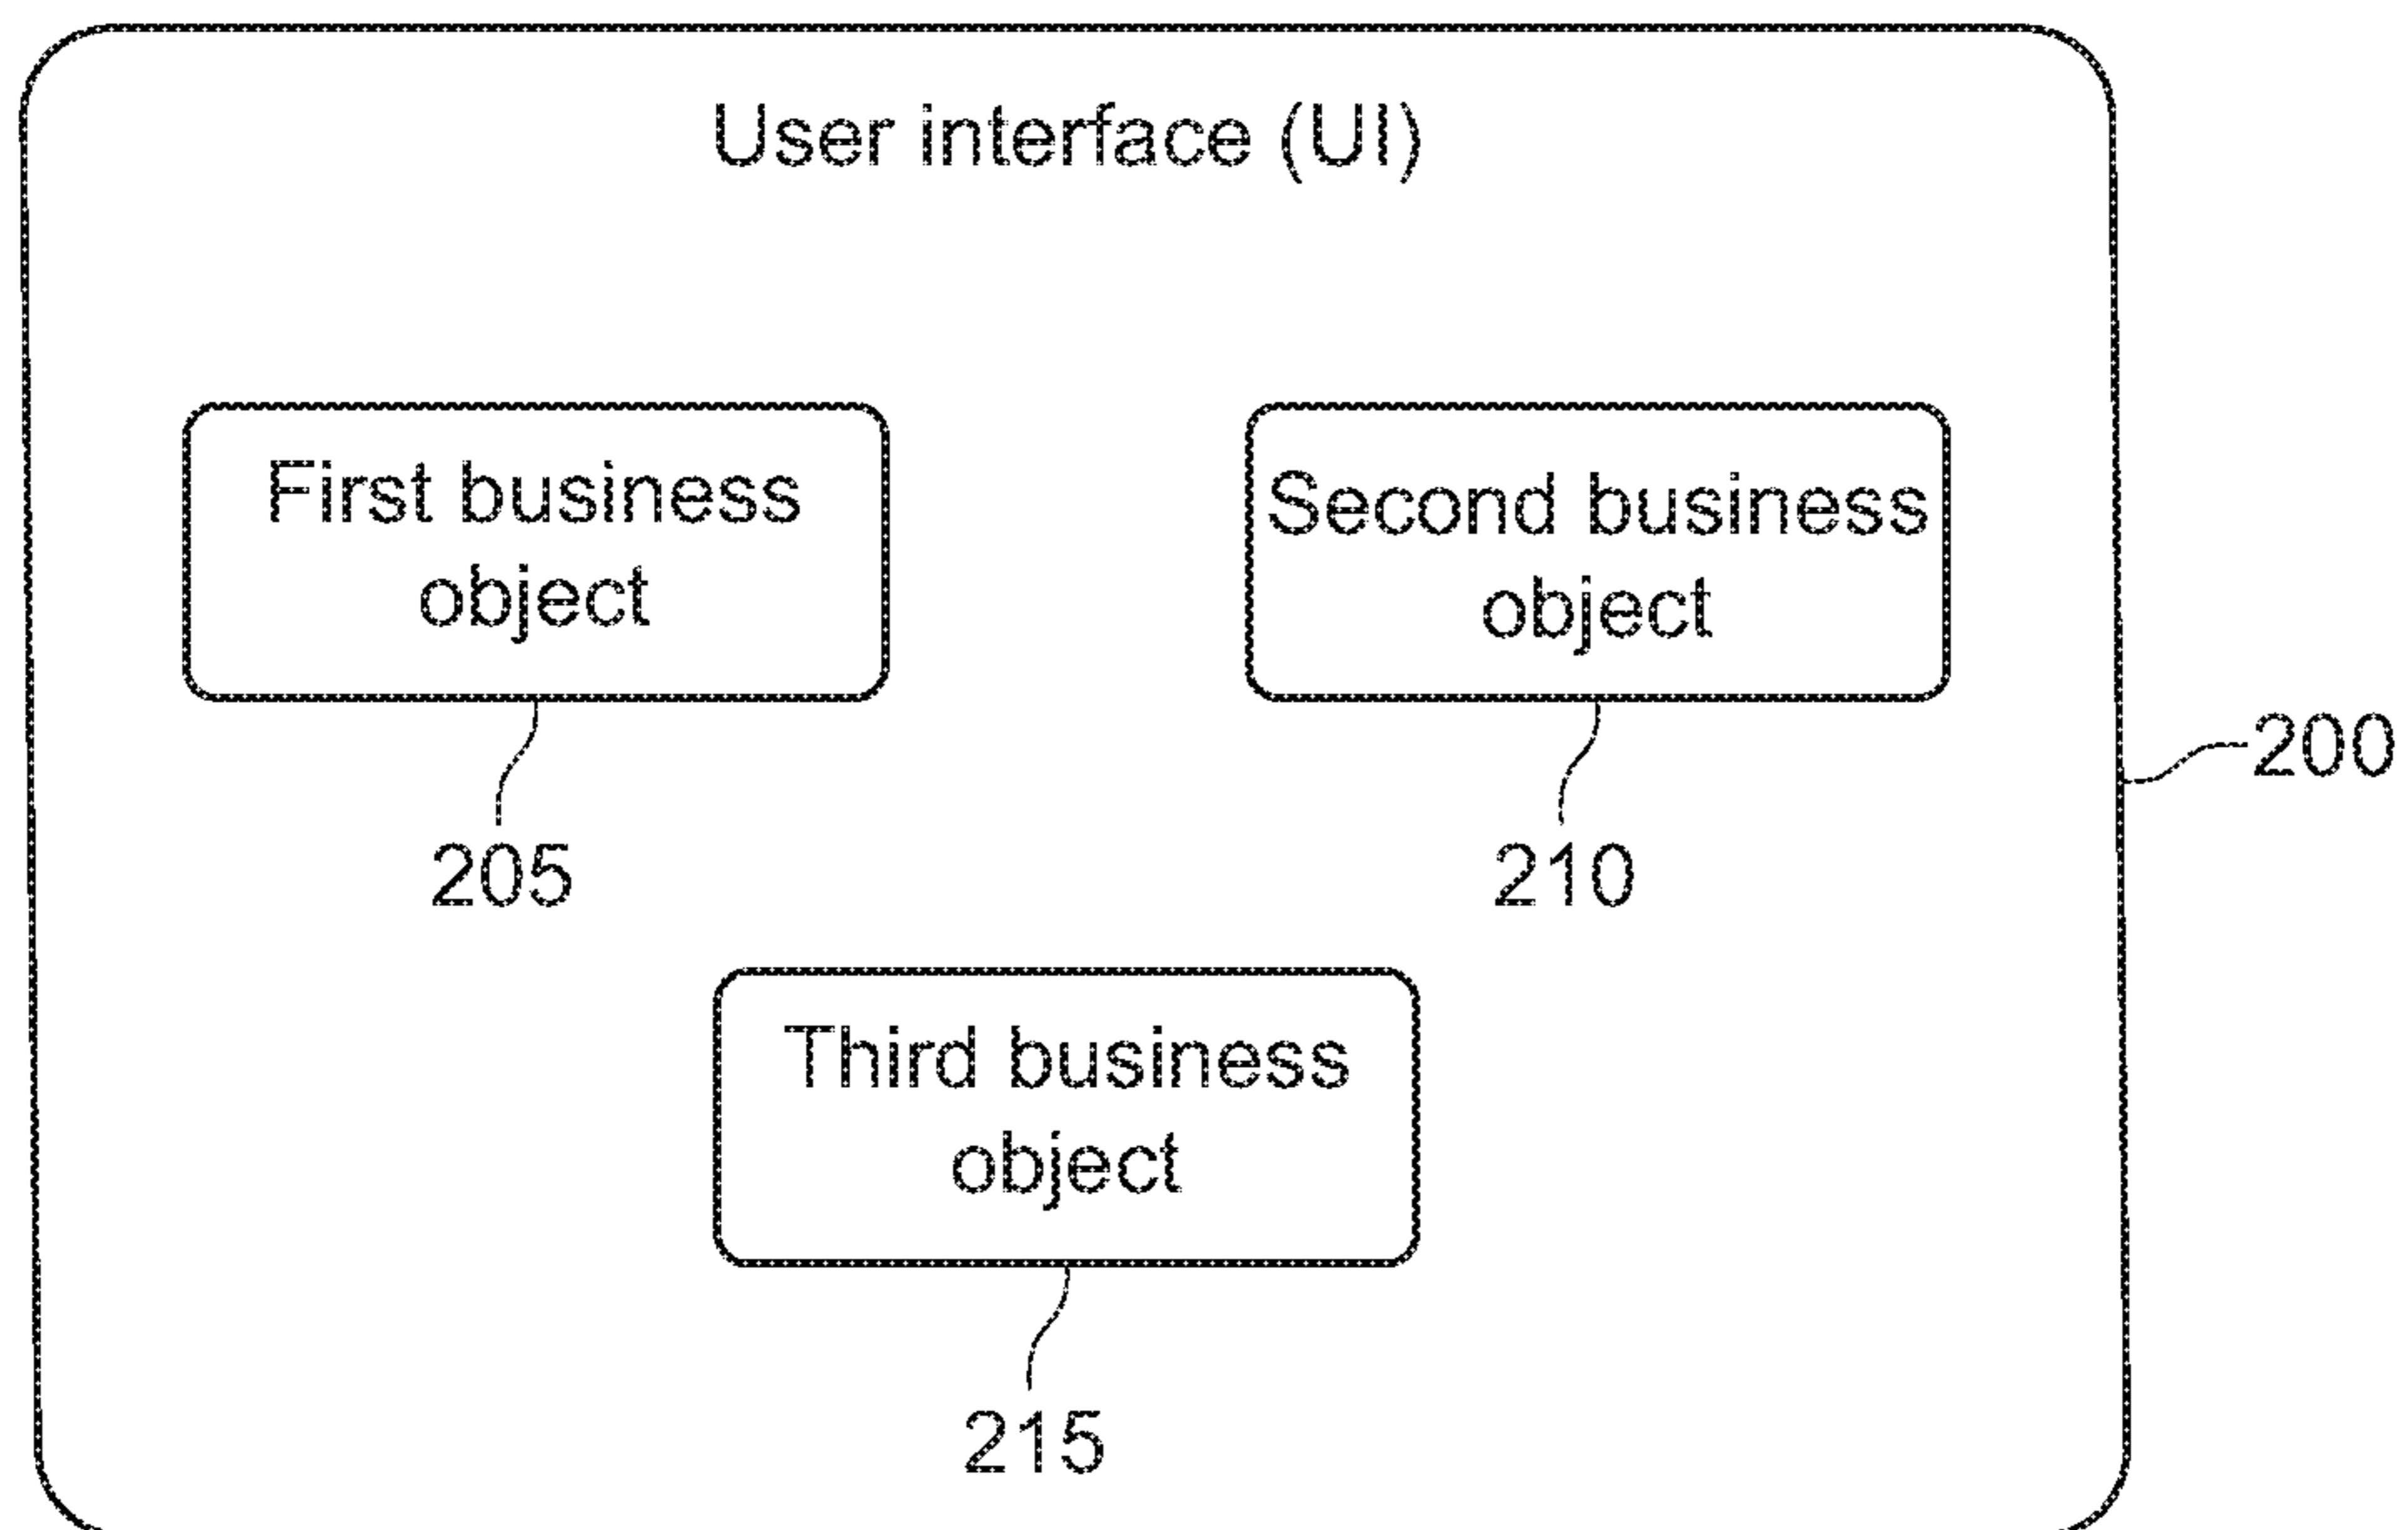 User interface (UI)
First business
object
Second business
object
200
205
210
Third business
object
215